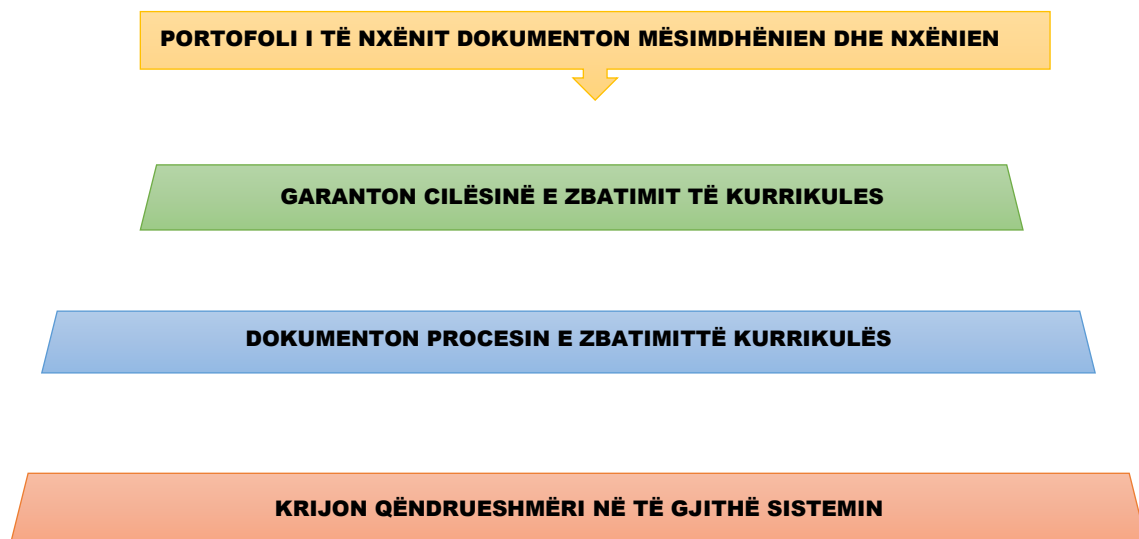 PORTOFOLI I TË NXËNIT DOKUMENTON MËSIMDHËNIEN DHE NXËNIEN
GARANTON CILËSINË E ZBATIMIT TË KURRIKULES
DOKUMENTON PROCESIN E ZBATIMITTË KURRIKULËS
KRIJON QËNDRUESHMËRI NË TË GJITHË SISTEMIN